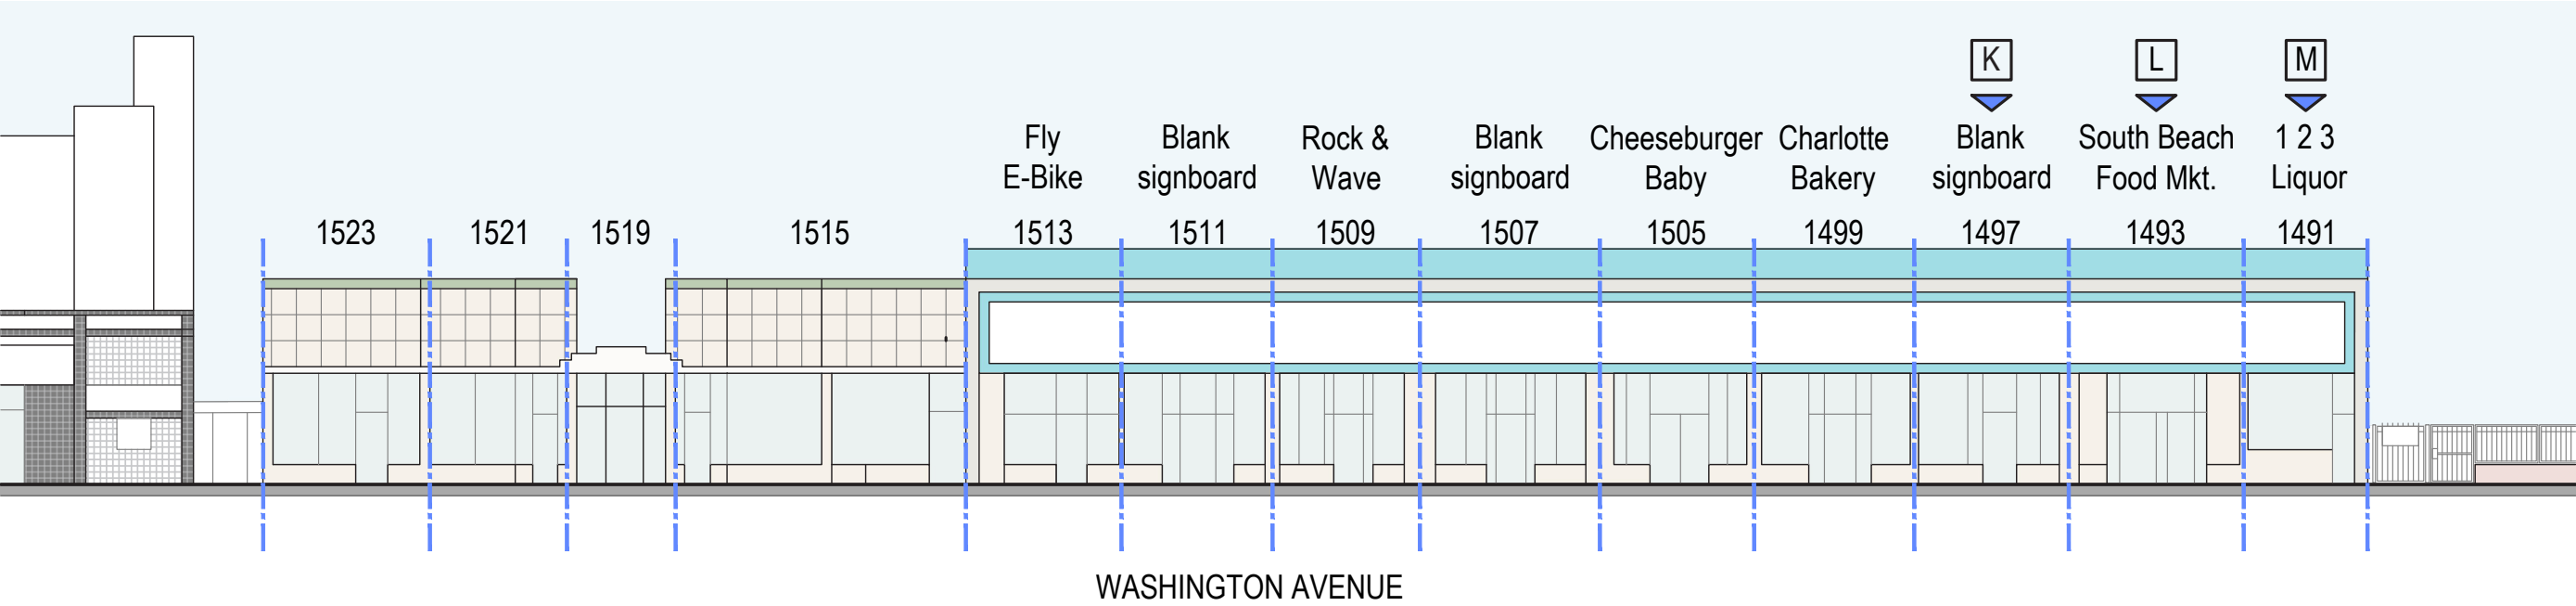 K L M
Fly Blank Rock & Blank Cheeseburger Charlotte Blank South Beach 1 2 3
E-Bike signboard Wave signboard Baby Bakery signboard Food Mkt. Liquor
1523 1521 1519 1515 1513 1511 1509 1507 1505 1499 1497 1493 1491
WASHINGTON AVENUE